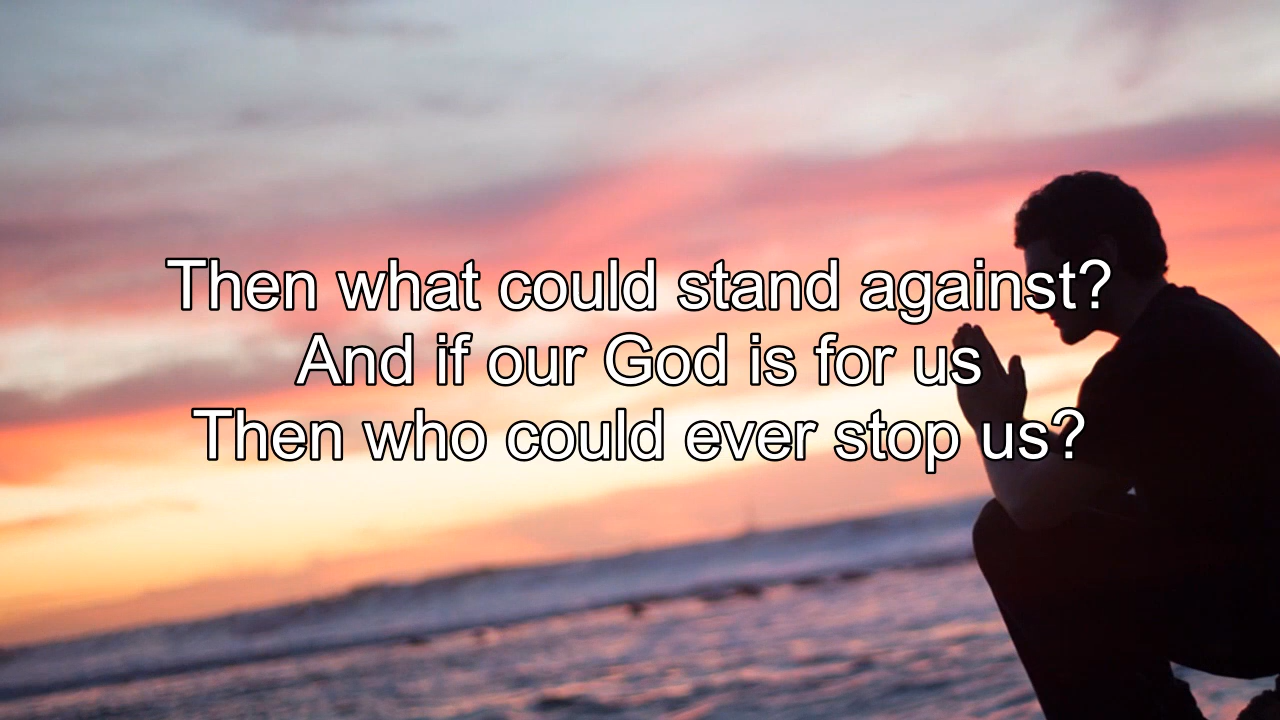 Then what could stand against?
And if our God is for us
Then who could ever stop us?